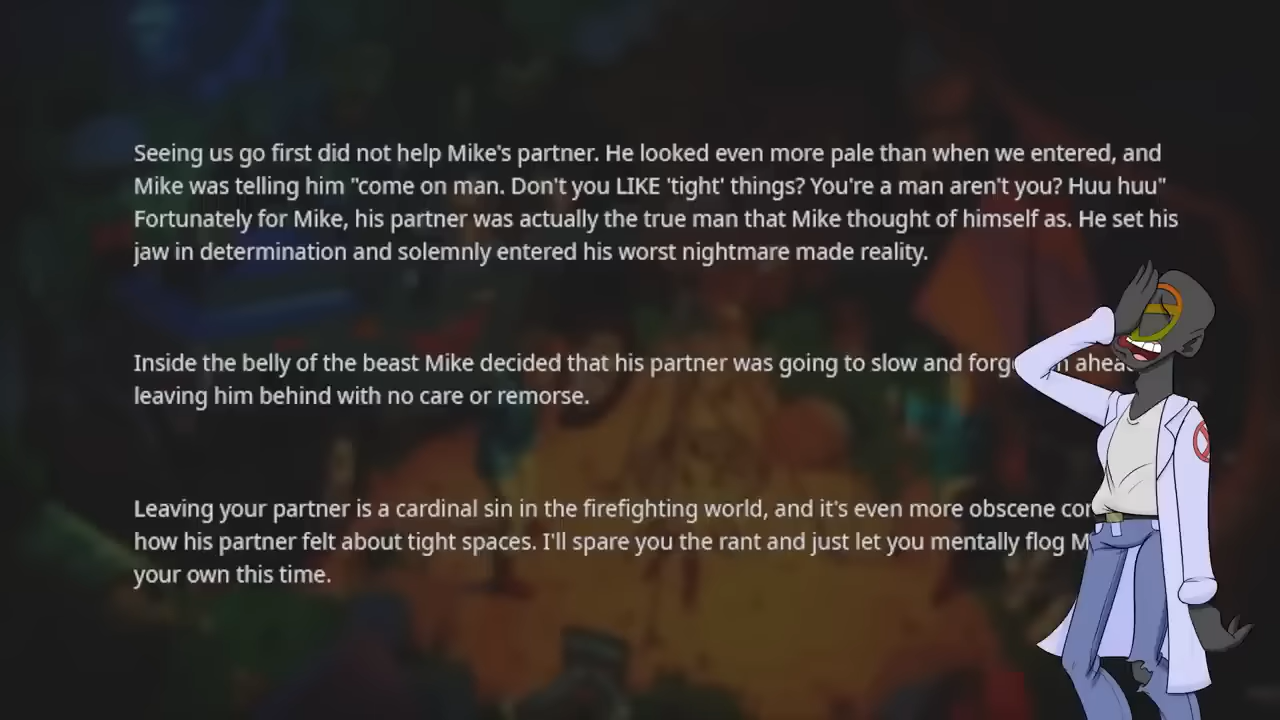 Seeing us go first did not help Mike's partner. He looked even more pale than when we entered, and
Mike was telling him "come on man. Don't you LIKE 'tight' things? You're a man aren't you? Huu huu"
Fortunately for Mike, his partner was actually the true man that Mike thought of himself as. He set his
jaw in determination and solemnly entered his worst nightmare made reality.
Inside the belly of the beast Mike decided that his partner was going to slow and
leaving him behind with no care or remorse.
Leaving your partner is a cardinal sin in the firefighting world, and it's even more obscene
how his partner felt about tight spaces. I'll spare you the rant and just let you mentally flog
your own this time.